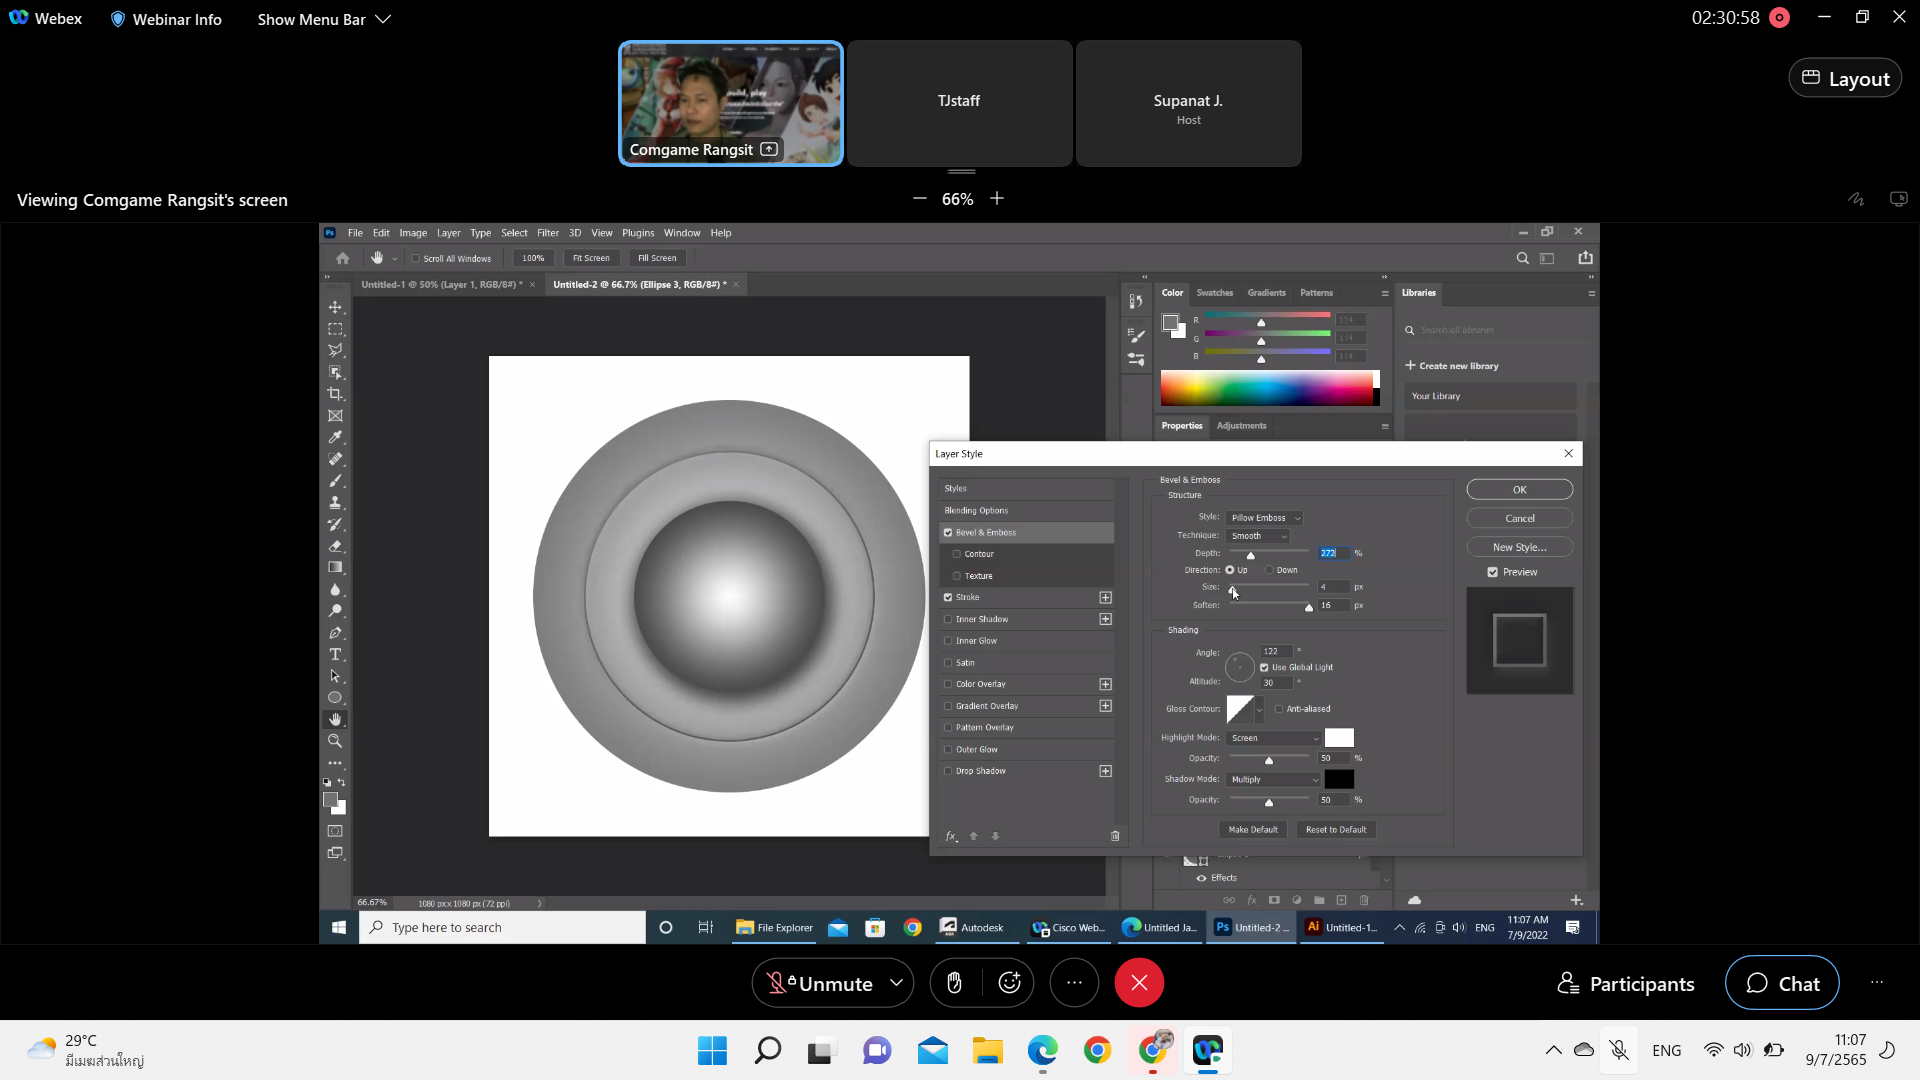 Webex
Webinar Info
Show Menu Bar
02:30:58
Layout
Comgame Rangsit
TJstaff
Supanat J.
Host
Viewing Comgame Rangsit's screen
66%
Ps File Edit Image Layer Type Select Filter 3D View Plugins Window Help
Scroll All Windows 100% Fit Screen Fill Screen
Untitled-1 @ 50% (Layer 1, RGB/8#) * ×
Untitled-2 @ 66.7% (Ellipse 3, RGB/8#) * ×
Color Swatches Gradients Patterns
Libraries
R 114
G 114
B 114
Search all libraries
+ Create new library
Your Library
Properties Adjustments
Layer Style
Styles
Blending Options
Bevel & Emboss
Contour
Texture
Stroke
Inner Shadow
Inner Glow
Satin
Color Overlay
Gradient Overlay
Pattern Overlay
Outer Glow
Drop Shadow
fx
Bevel & Emboss
Structure
Style: Pillow Emboss
Technique: Smooth
Depth: 272 %
Direction: Up Down
Size: 4 px
Soften: 16 px
Shading
Angle: 122 °
Use Global Light
Altitude: 30 °
Gloss Contour: Anti-aliased
Highlight Mode: Screen
Opacity: 50 %
Shadow Mode: Multiply
Opacity: 50 %
Make Default Reset to Default
OK
Cancel
New Style...
Preview
Effects
fx
66.67% 1080 px x 1080 px (72 ppi)
Type here to search
File Explorer
Autodesk
Cisco Web...
Untitled Ja...
Ps Untitled-2 ...
Ai Untitled-1...
ENG
11:07 AM
7/9/2022
Unmute
Participants
Chat
29°C
มีเมฆส่วนใหญ่
ENG
11:07
9/7/2565